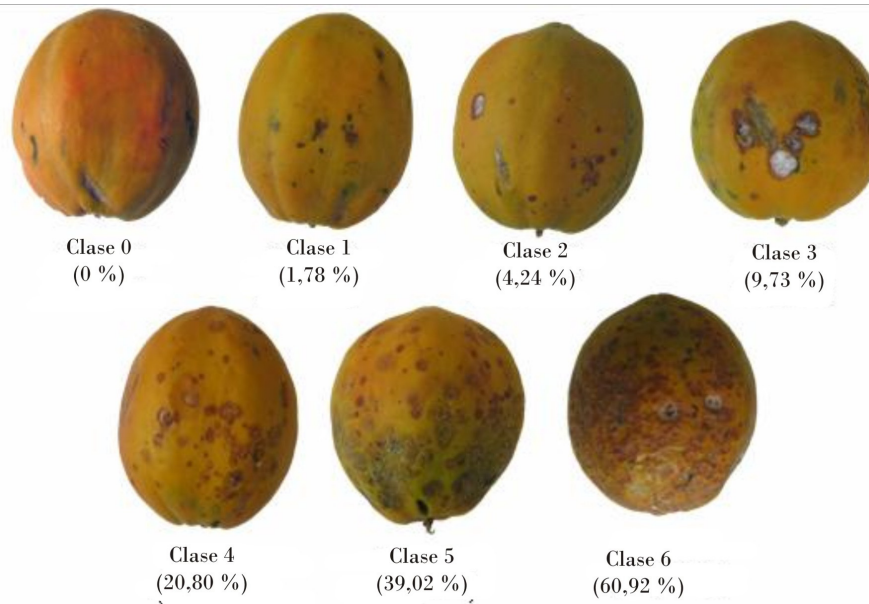 Clase 0
(0 %)
Clase 1
(1,78 %)
Clase 2
(4,24 %)
Clase 3
(9,73 %)
Clase 4
(20,80 %)
Clase 5
(39,02 %)
Clase 6
(60,92 %)